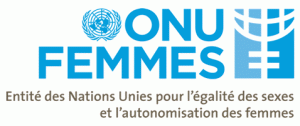 ONU
FEMMES
Entité des Nations Unies pour l'égalité des sexes
et l'autonomisation des femmes